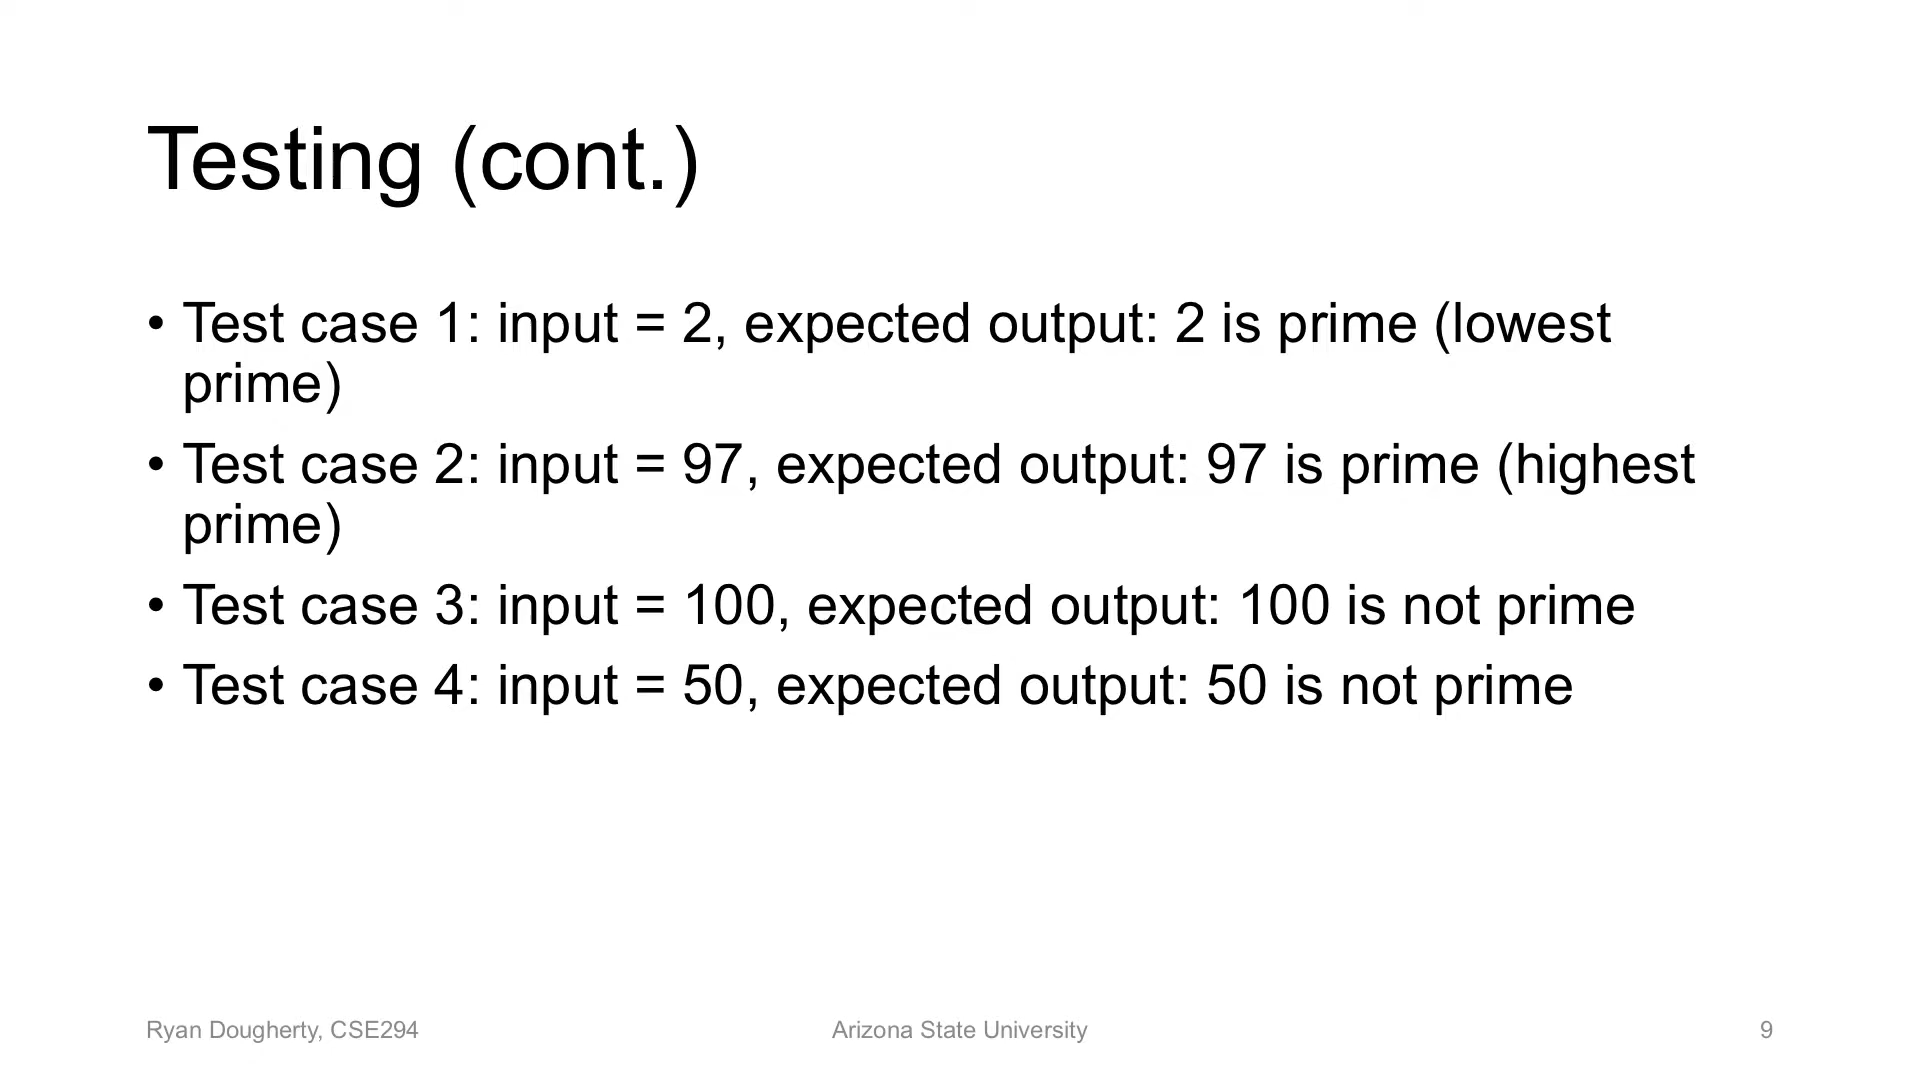 Testing (cont.)
• Test case 1: input = 2, expected output: 2 is prime (lowest
prime)
• Test case 2: input = 97, expected output: 97 is prime (highest
prime)
• Test case 3: input = 100, expected output: 100 is not prime
• Test case 4: input = 50, expected output: 50 is not prime
Ryan Dougherty, CSE294
Arizona State University
9